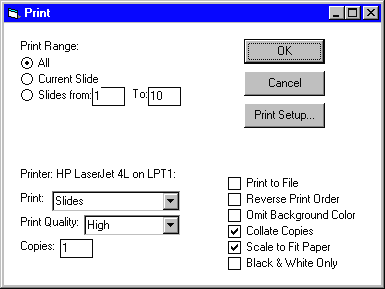 Print
Print Range:
All
Current Slide
Slides from: 1 To: 10
OK
Cancel
Print Setup...
Printer: HP LaserJet 4L on LPT1:
Print: Slides
Print Quality: High
Copies: 1
Print to File
Reverse Print Order
Omit Background Color
Collate Copies
Scale to Fit Paper
Black & White Only